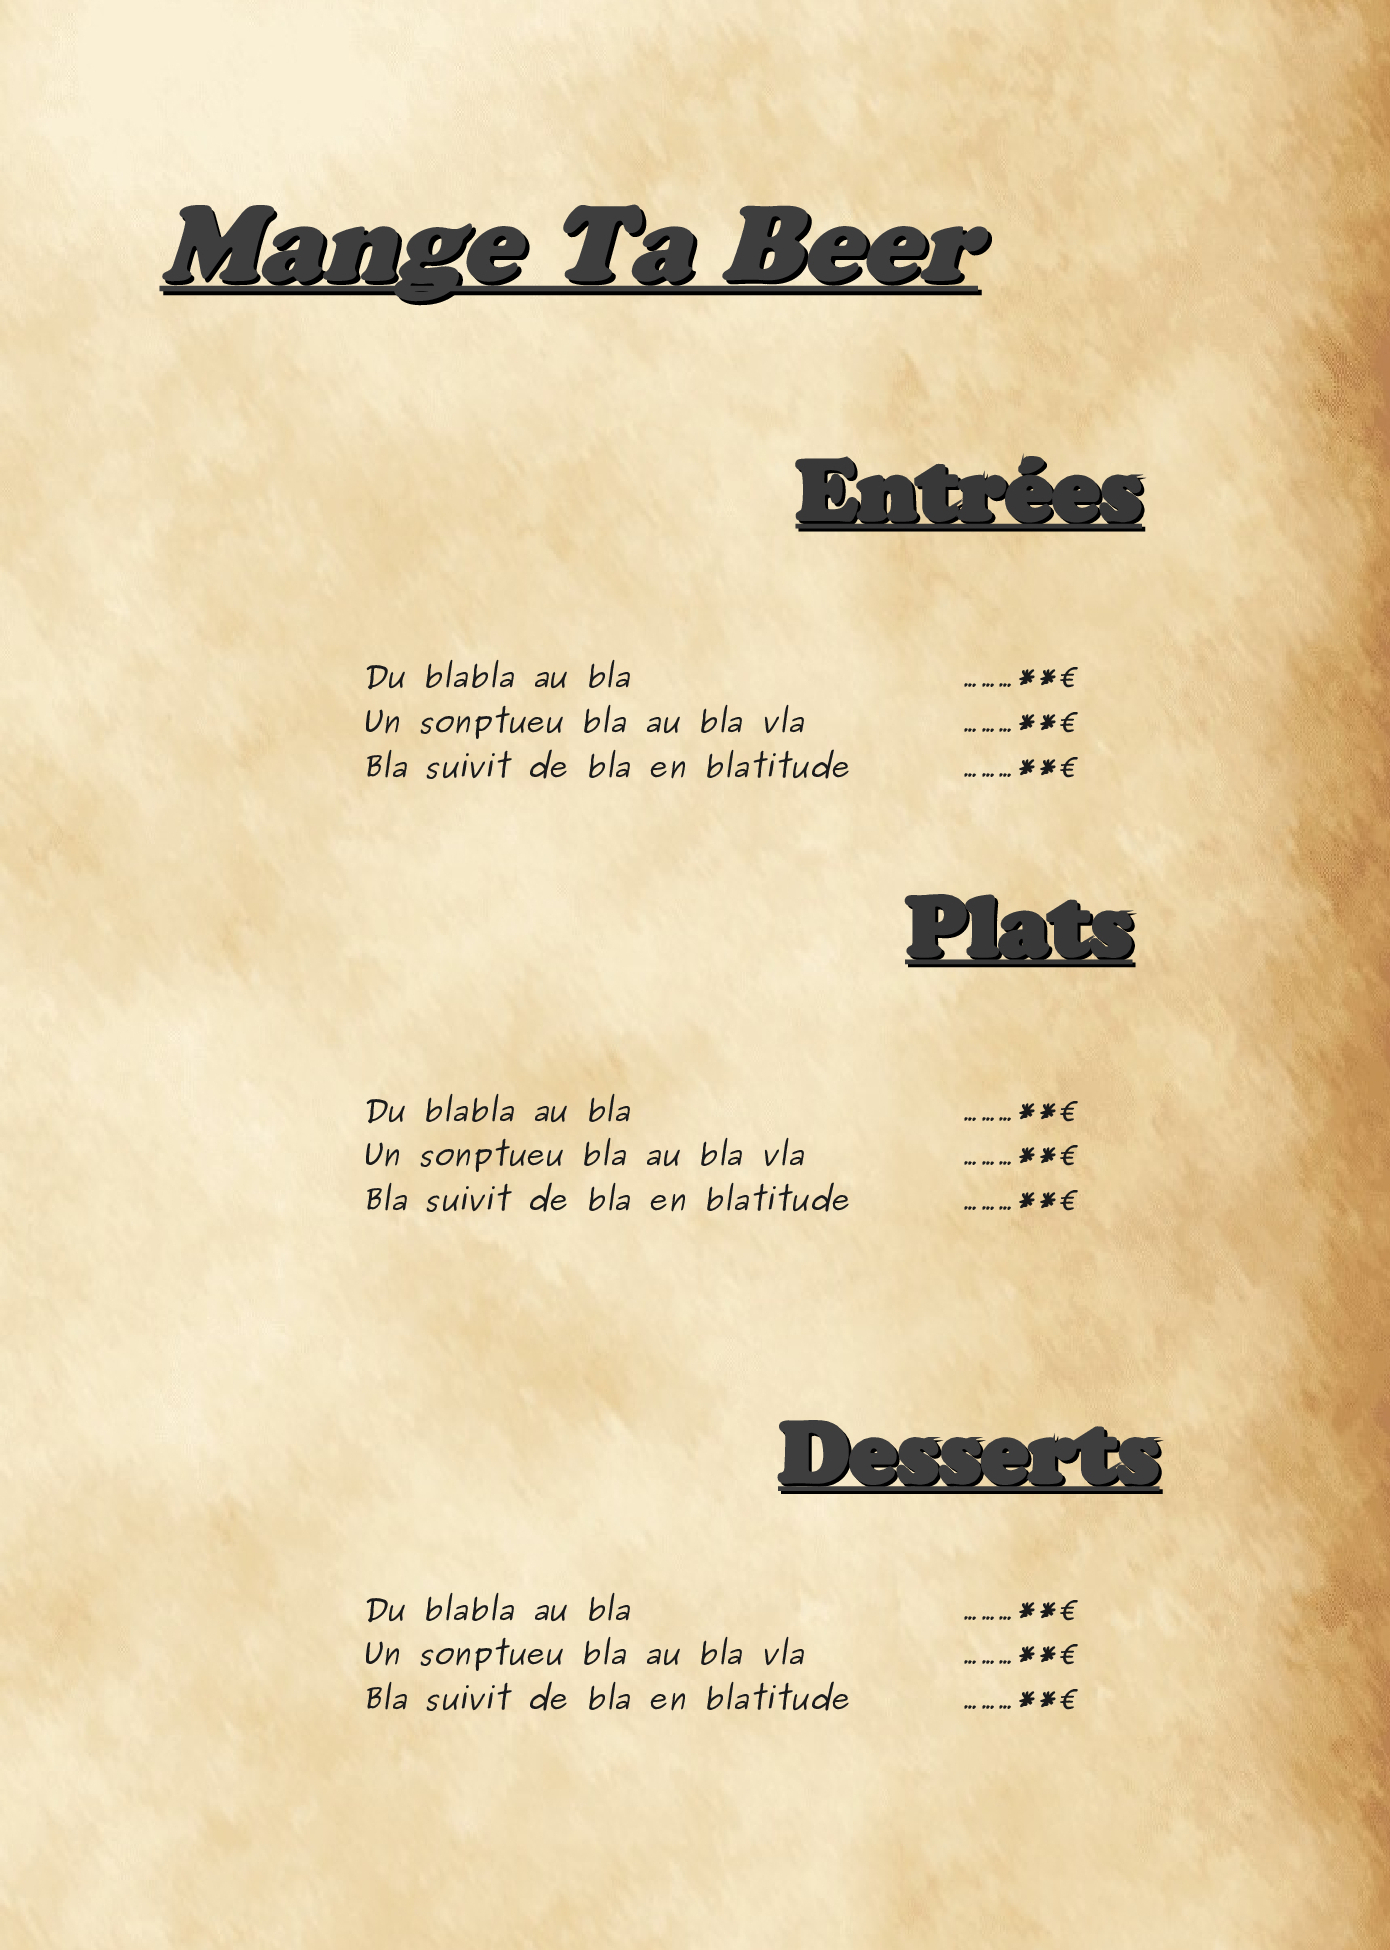 Mange Ta Beer
Entrées
Du blabla au bla ………**€
Un sonptueu bla au bla vla ………**€
Bla suivit de bla en blatitude ………**€
Plats
Du blabla au bla ………**€
Un sonptueu bla au bla vla ………**€
Bla suivit de bla en blatitude ………**€
Desserts
Du blabla au bla ………**€
Un sonptueu bla au bla vla ………**€
Bla suivit de bla en blatitude ………**€